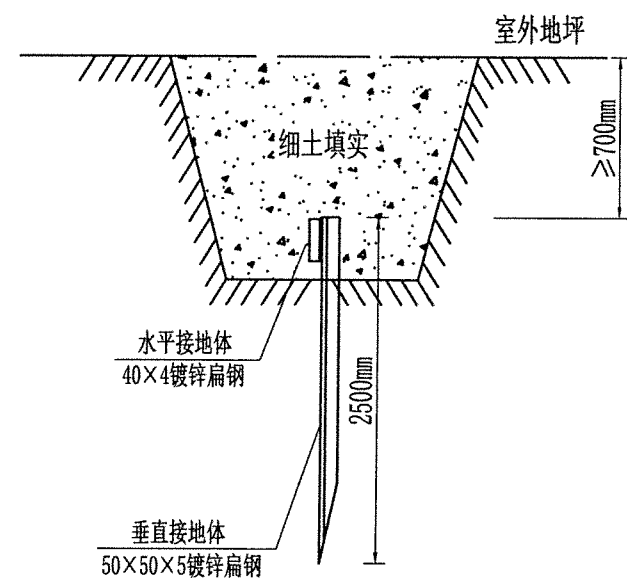 室外地坪
≥700mm
细土填实
水平接地体
40×4镀锌扁钢
2500mm
垂直接地体
50×50×5镀锌扁钢